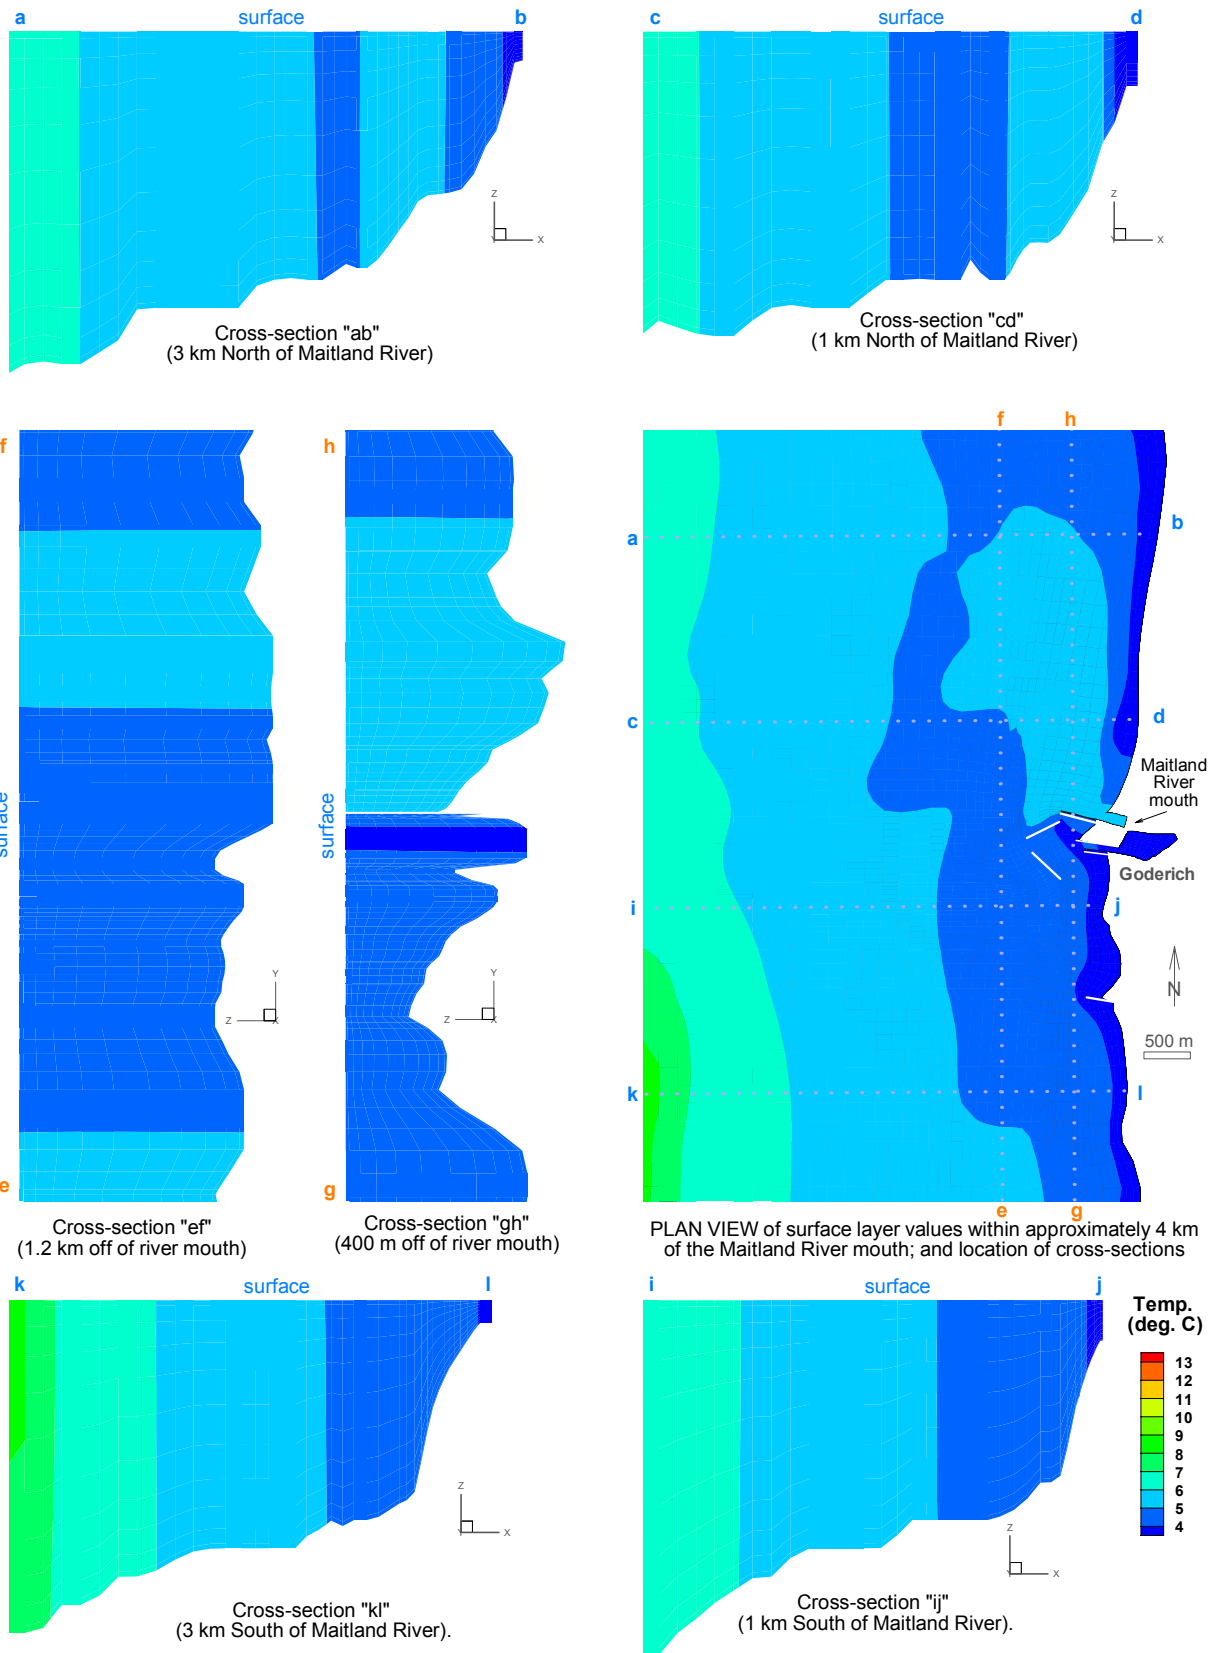 a surface b
c surface d
Z
Y X
Z
Y X
Cross-section "ab"
(3 km North of Maitland River)
Cross-section "cd"
(1 km North of Maitland River)
f
h
surface
surface
Y
Z X
Y
Z X
e
g
Cross-section "ef"
(1.2 km off of river mouth)
Cross-section "gh"
(400 m off of river mouth)
f h
a b
c d
Maitland
River
mouth
Goderich
i j
N
500 m
k l
e g
PLAN VIEW of surface layer values within approximately 4 km
of the Maitland River mouth; and location of cross-sections
k surface l
Z
Y X
Cross-section "kl"
(3 km South of Maitland River).
i surface j
Z
Y X
Cross-section "ij"
(1 km South of Maitland River).
Temp.
(deg. C)
13
12
11
10
9
8
7
6
5
4